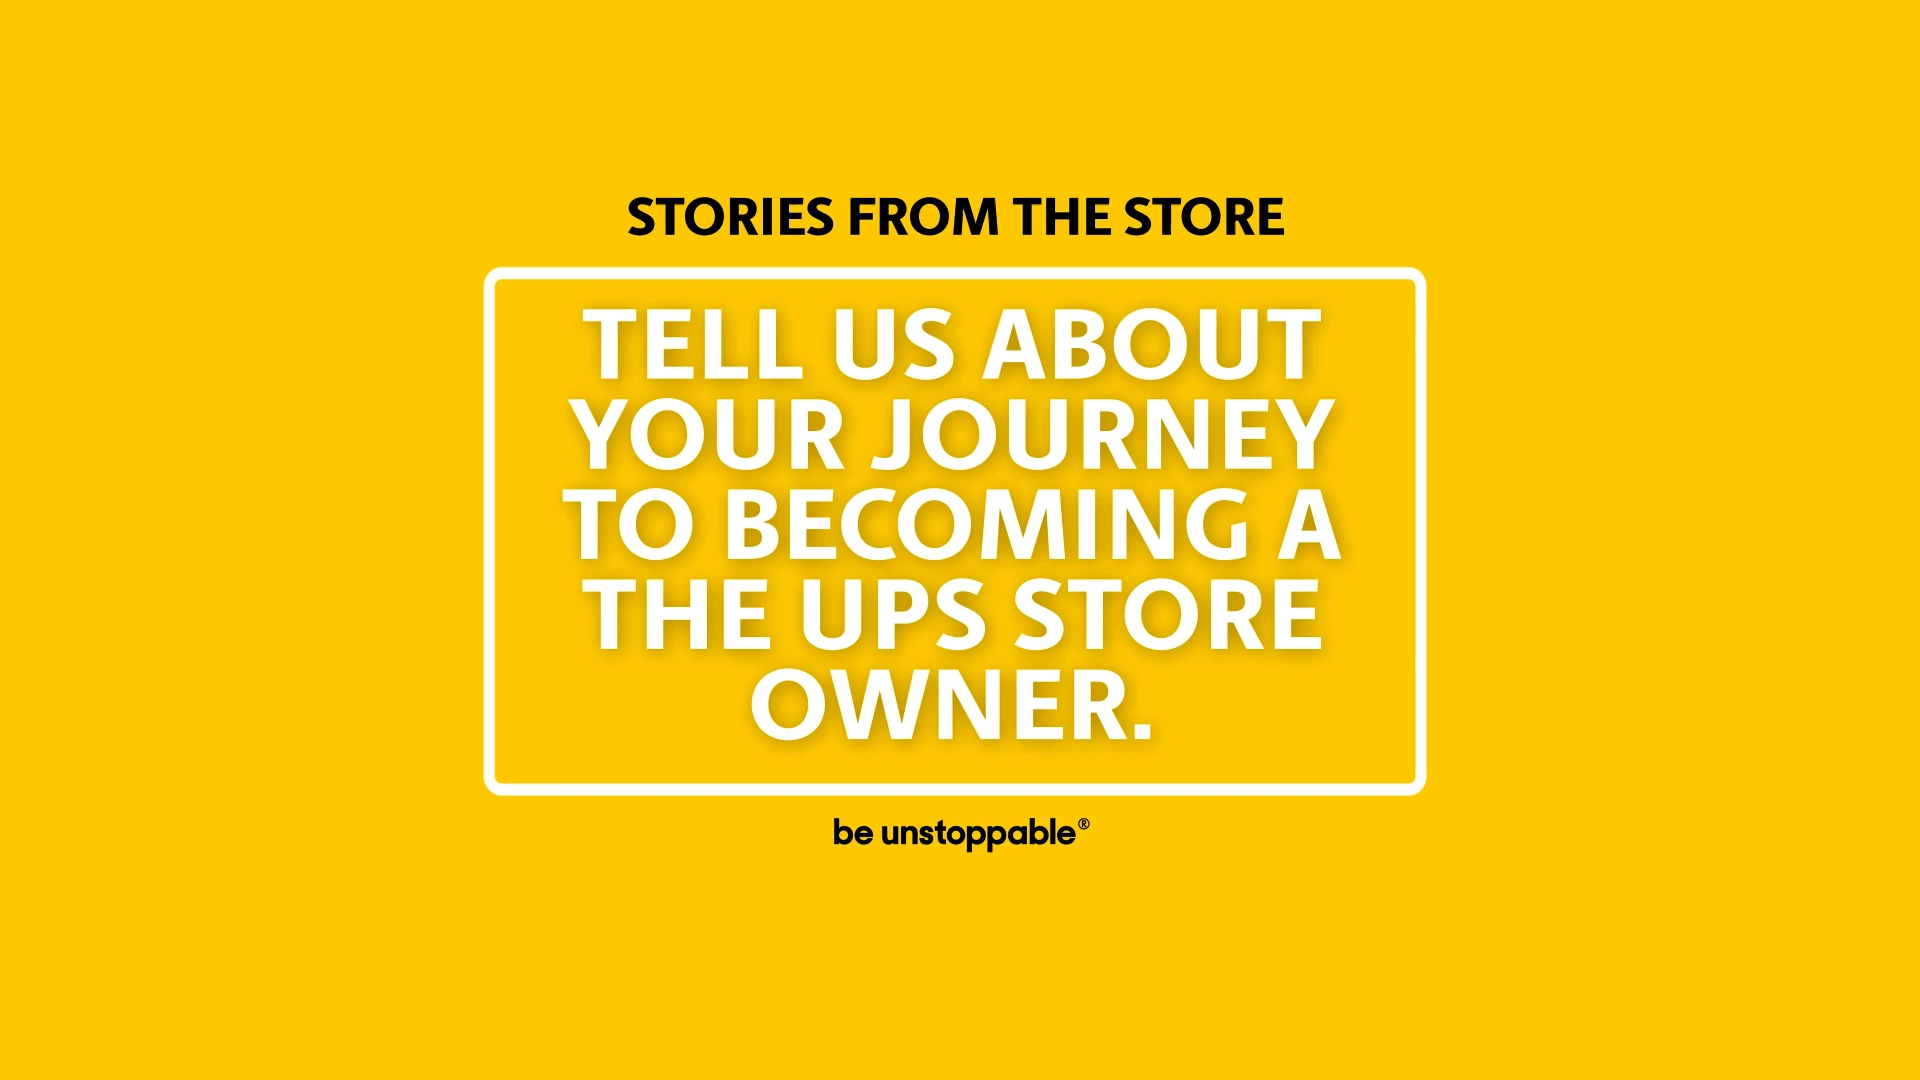 STORIES FROM THE STORE
TELL US ABOUT
YOUR JOURNEY
TO BECOMING A
THE UPS STORE
OWNER.
be unstoppable®